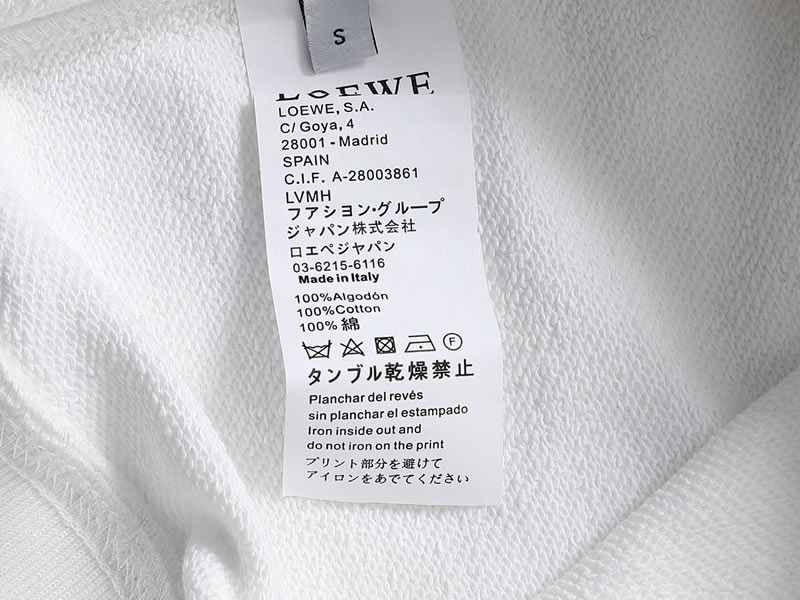 S
LOEWE
LOEWE, S.A.
C/ Goya, 4
28001 - Madrid
SPAIN
C.I.F. A-28003861
LVMH
フアシヨン・グループ
ジャパン株式会社
ロエベジャパン
03-6215-6116
Made in Italy
100%Algodón
100%Cotton
100% 綿
F
タンブル乾燥禁止
Planchar del revés
sin planchar el estampado
Iron inside out and
do not iron on the print
プリント部分を避けて
アイロンをあでてください